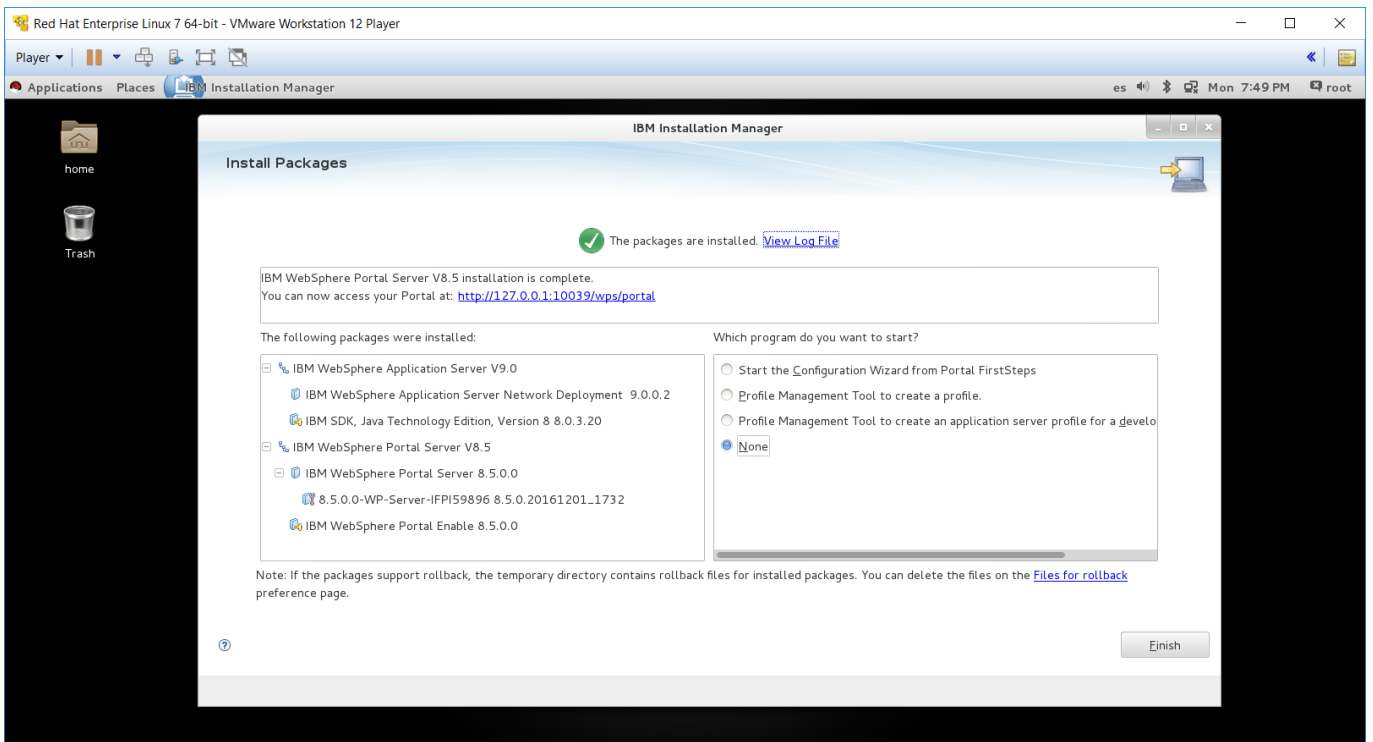 Red Hat Enterprise Linux 7 64-bit - VMware Workstation 12 Player
Player
Applications Places IBM Installation Manager es Mon 7:49 PM root
home
Trash
IBM Installation Manager
Install Packages
The packages are installed. View Log File
IBM WebSphere Portal Server V8.5 installation is complete.
You can now access your Portal at: http://127.0.0.1:10039/wps/portal
The following packages were installed:
IBM WebSphere Application Server V9.0
IBM WebSphere Application Server Network Deployment 9.0.0.2
IBM SDK, Java Technology Edition, Version 8 8.0.3.20
IBM WebSphere Portal Server V8.5
IBM WebSphere Portal Server 8.5.0.0
8.5.0.0-WP-Server-IFPI59896 8.5.0.20161201_1732
IBM WebSphere Portal Enable 8.5.0.0
Which program do you want to start?
Start the Configuration Wizard from Portal FirstSteps
Profile Management Tool to create a profile.
Profile Management Tool to create an application server profile for a develo
None
Note: If the packages support rollback, the temporary directory contains rollback files for installed packages. You can delete the files on the Files for rollback
preference page.
Finish